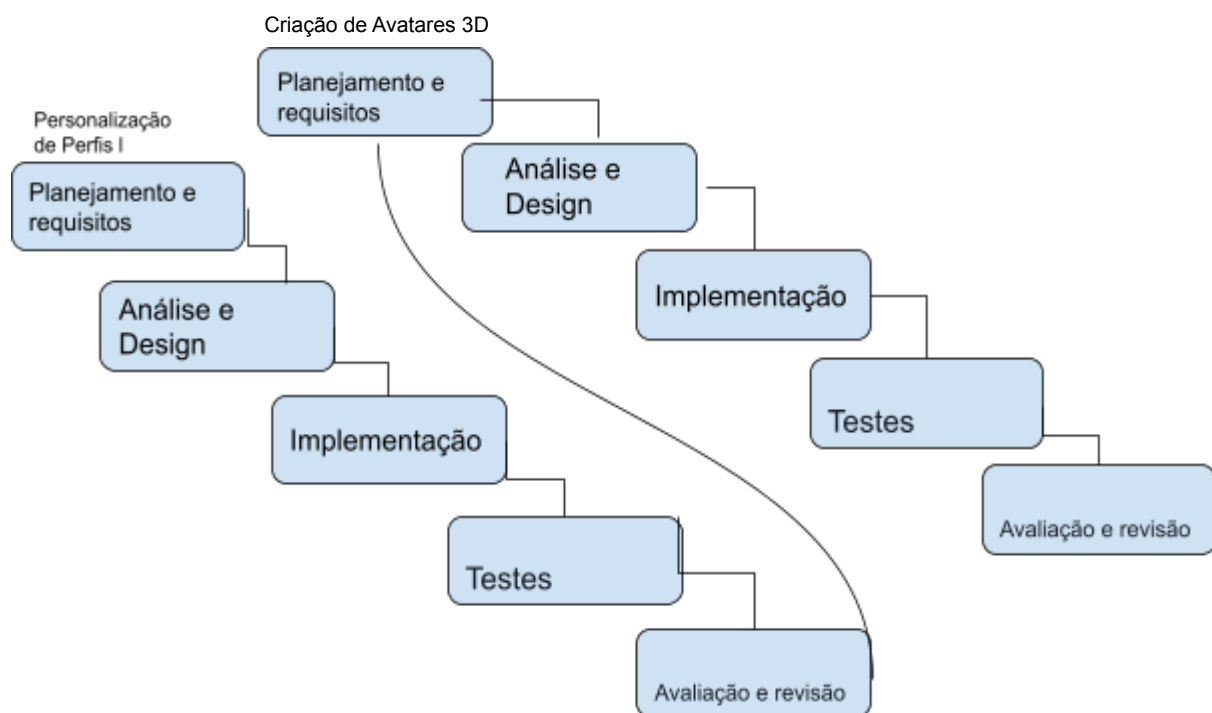 Criação de Avatares 3D
Planejamento e
requisitos
Análise e
Design
Implementação
Testes
Avaliação e revisão
Personalização
de Perfis I
Planejamento e
requisitos
Análise e
Design
Implementação
Testes
Avaliação e revisão